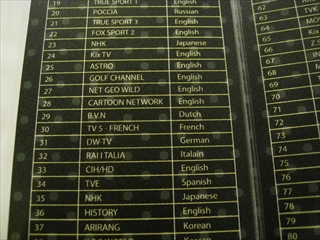 19 TRUE SPORT 1 English
20 РОССІА Russian
21 TRUE SPORT 3 English
22 FOX SPORT 2 English
23 NHK Japanese
24 Kix TV English
25 ASTRO English
26 GOLF CHANNEL English
27 NET GEO WILD English
28 CARTOON NETWORK English
29 B.V.N Dutch
30 TV 5 - FRENCH French
31 DW TV German
32 RAI ITALIA Italain
33 CIH/HD English
34 TVE Spanish
35 NHK Japanese
36 HISTORY English
37 ARIRANG Korean
Korean
62
63
64
65
66
67
68
69
70
71
72
73
74
75
76
77
78
79
80